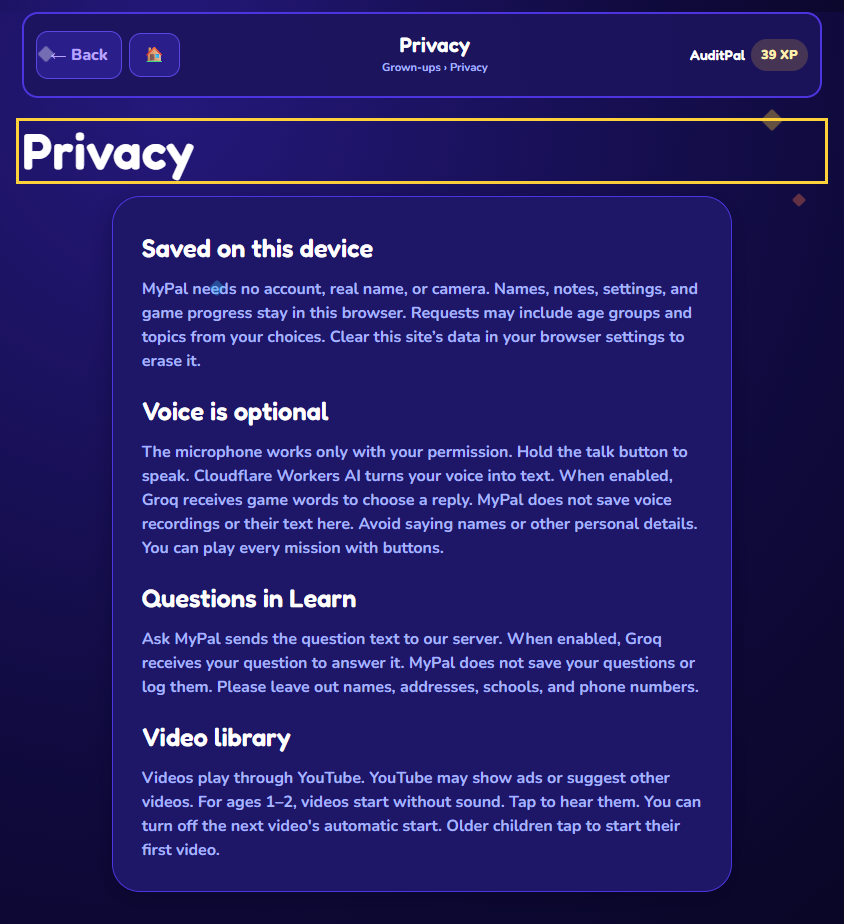 ← Back
Privacy
Grown-ups › Privacy
AuditPal
39 XP
Privacy
Saved on this device
MyPal needs no account, real name, or camera. Names, notes, settings, and
game progress stay in this browser. Requests may include age groups and
topics from your choices. Clear this site's data in your browser settings to
erase it.
Voice is optional
The microphone works only with your permission. Hold the talk button to
speak. Cloudflare Workers AI turns your voice into text. When enabled,
Groq receives game words to choose a reply. MyPal does not save voice
recordings or their text here. Avoid saying names or other personal details.
You can play every mission with buttons.
Questions in Learn
Ask MyPal sends the question text to our server. When enabled, Groq
receives your question to answer it. MyPal does not save your questions or
log them. Please leave out names, addresses, schools, and phone numbers.
Video library
Videos play through YouTube. YouTube may show ads or suggest other
videos. For ages 1–2, videos start without sound. Tap to hear them. You can
turn off the next video's automatic start. Older children tap to start their
first video.